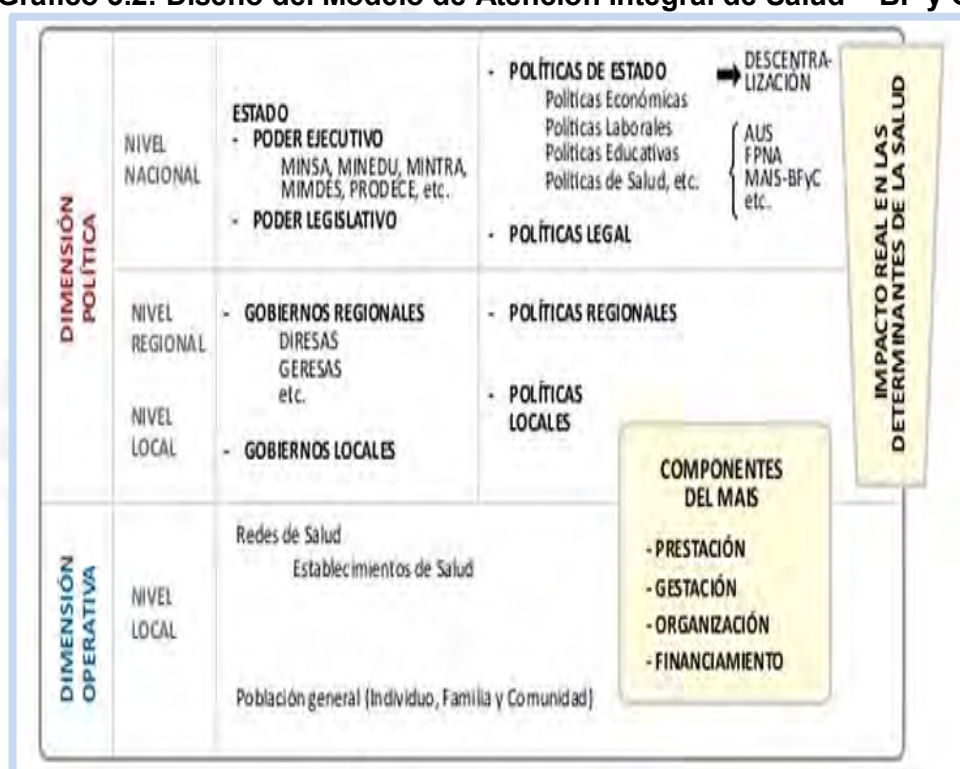 Gráfico 3.2: Diseño del Modelo de Atención Integral de Salud – BF y C
DIMENSIÓN
POLÍTICA
NIVEL
NACIONAL
ESTADO
- PODER EJECUTIVO
MINSA, MINEDU, MINTRA,
MIMDES, PRODECE, etc.
- PODER LEGISLATIVO
- POLÍTICAS DE ESTADO
Políticas Económicas
Políticas Laborales
Políticas Educativas
Políticas de Salud, etc.
- POLÍTICAS LEGAL
DESCENTRA-
LIZACIÓN
AUS
FPNA
MAIS-BFyC
etc.
NIVEL
REGIONAL
NIVEL
LOCAL
- GOBIERNOS REGIONALES
DIRESAS
GERESAS
etc.
- GOBIERNOS LOCALES
- POLÍTICAS REGIONALES
- POLÍTICAS
LOCALES
IMPACTO REAL EN LAS
DETERMINANTES DE LA SALUD
COMPONENTES
DEL MAIS
- PRESTACIÓN
- GESTACIÓN
- ORGANIZACIÓN
- FINANCIAMIENTO
DIMENSIÓN
OPERATIVA
NIVEL
LOCAL
Redes de Salud
Establecimientos de Salud
Población general (Individuo, Familia y Comunidad)